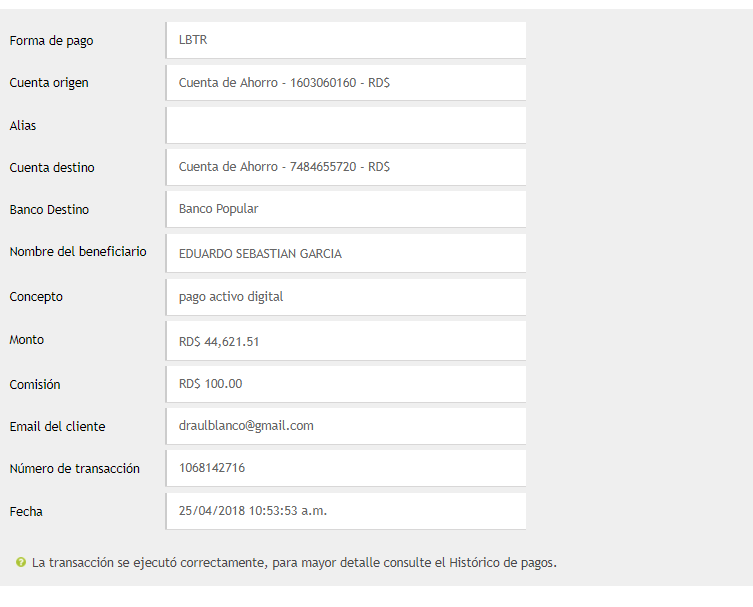 Forma de pago LBTR
Cuenta origen Cuenta de Ahorro - 1603060160 - RD$
Alias
Cuenta destino Cuenta de Ahorro - 7484655720 - RD$
Banco Destino Banco Popular
Nombre del beneficiario EDUARDO SEBASTIAN GARCIA
Concepto pago activo digital
Monto RD$ 44,621.51
Comisión RD$ 100.00
Email del cliente draulblanco@gmail.com
Número de transacción 1068142716
Fecha 25/04/2018 10:53:53 a.m.
? La transacción se ejecutó correctamente, para mayor detalle consulte el Histórico de pagos.